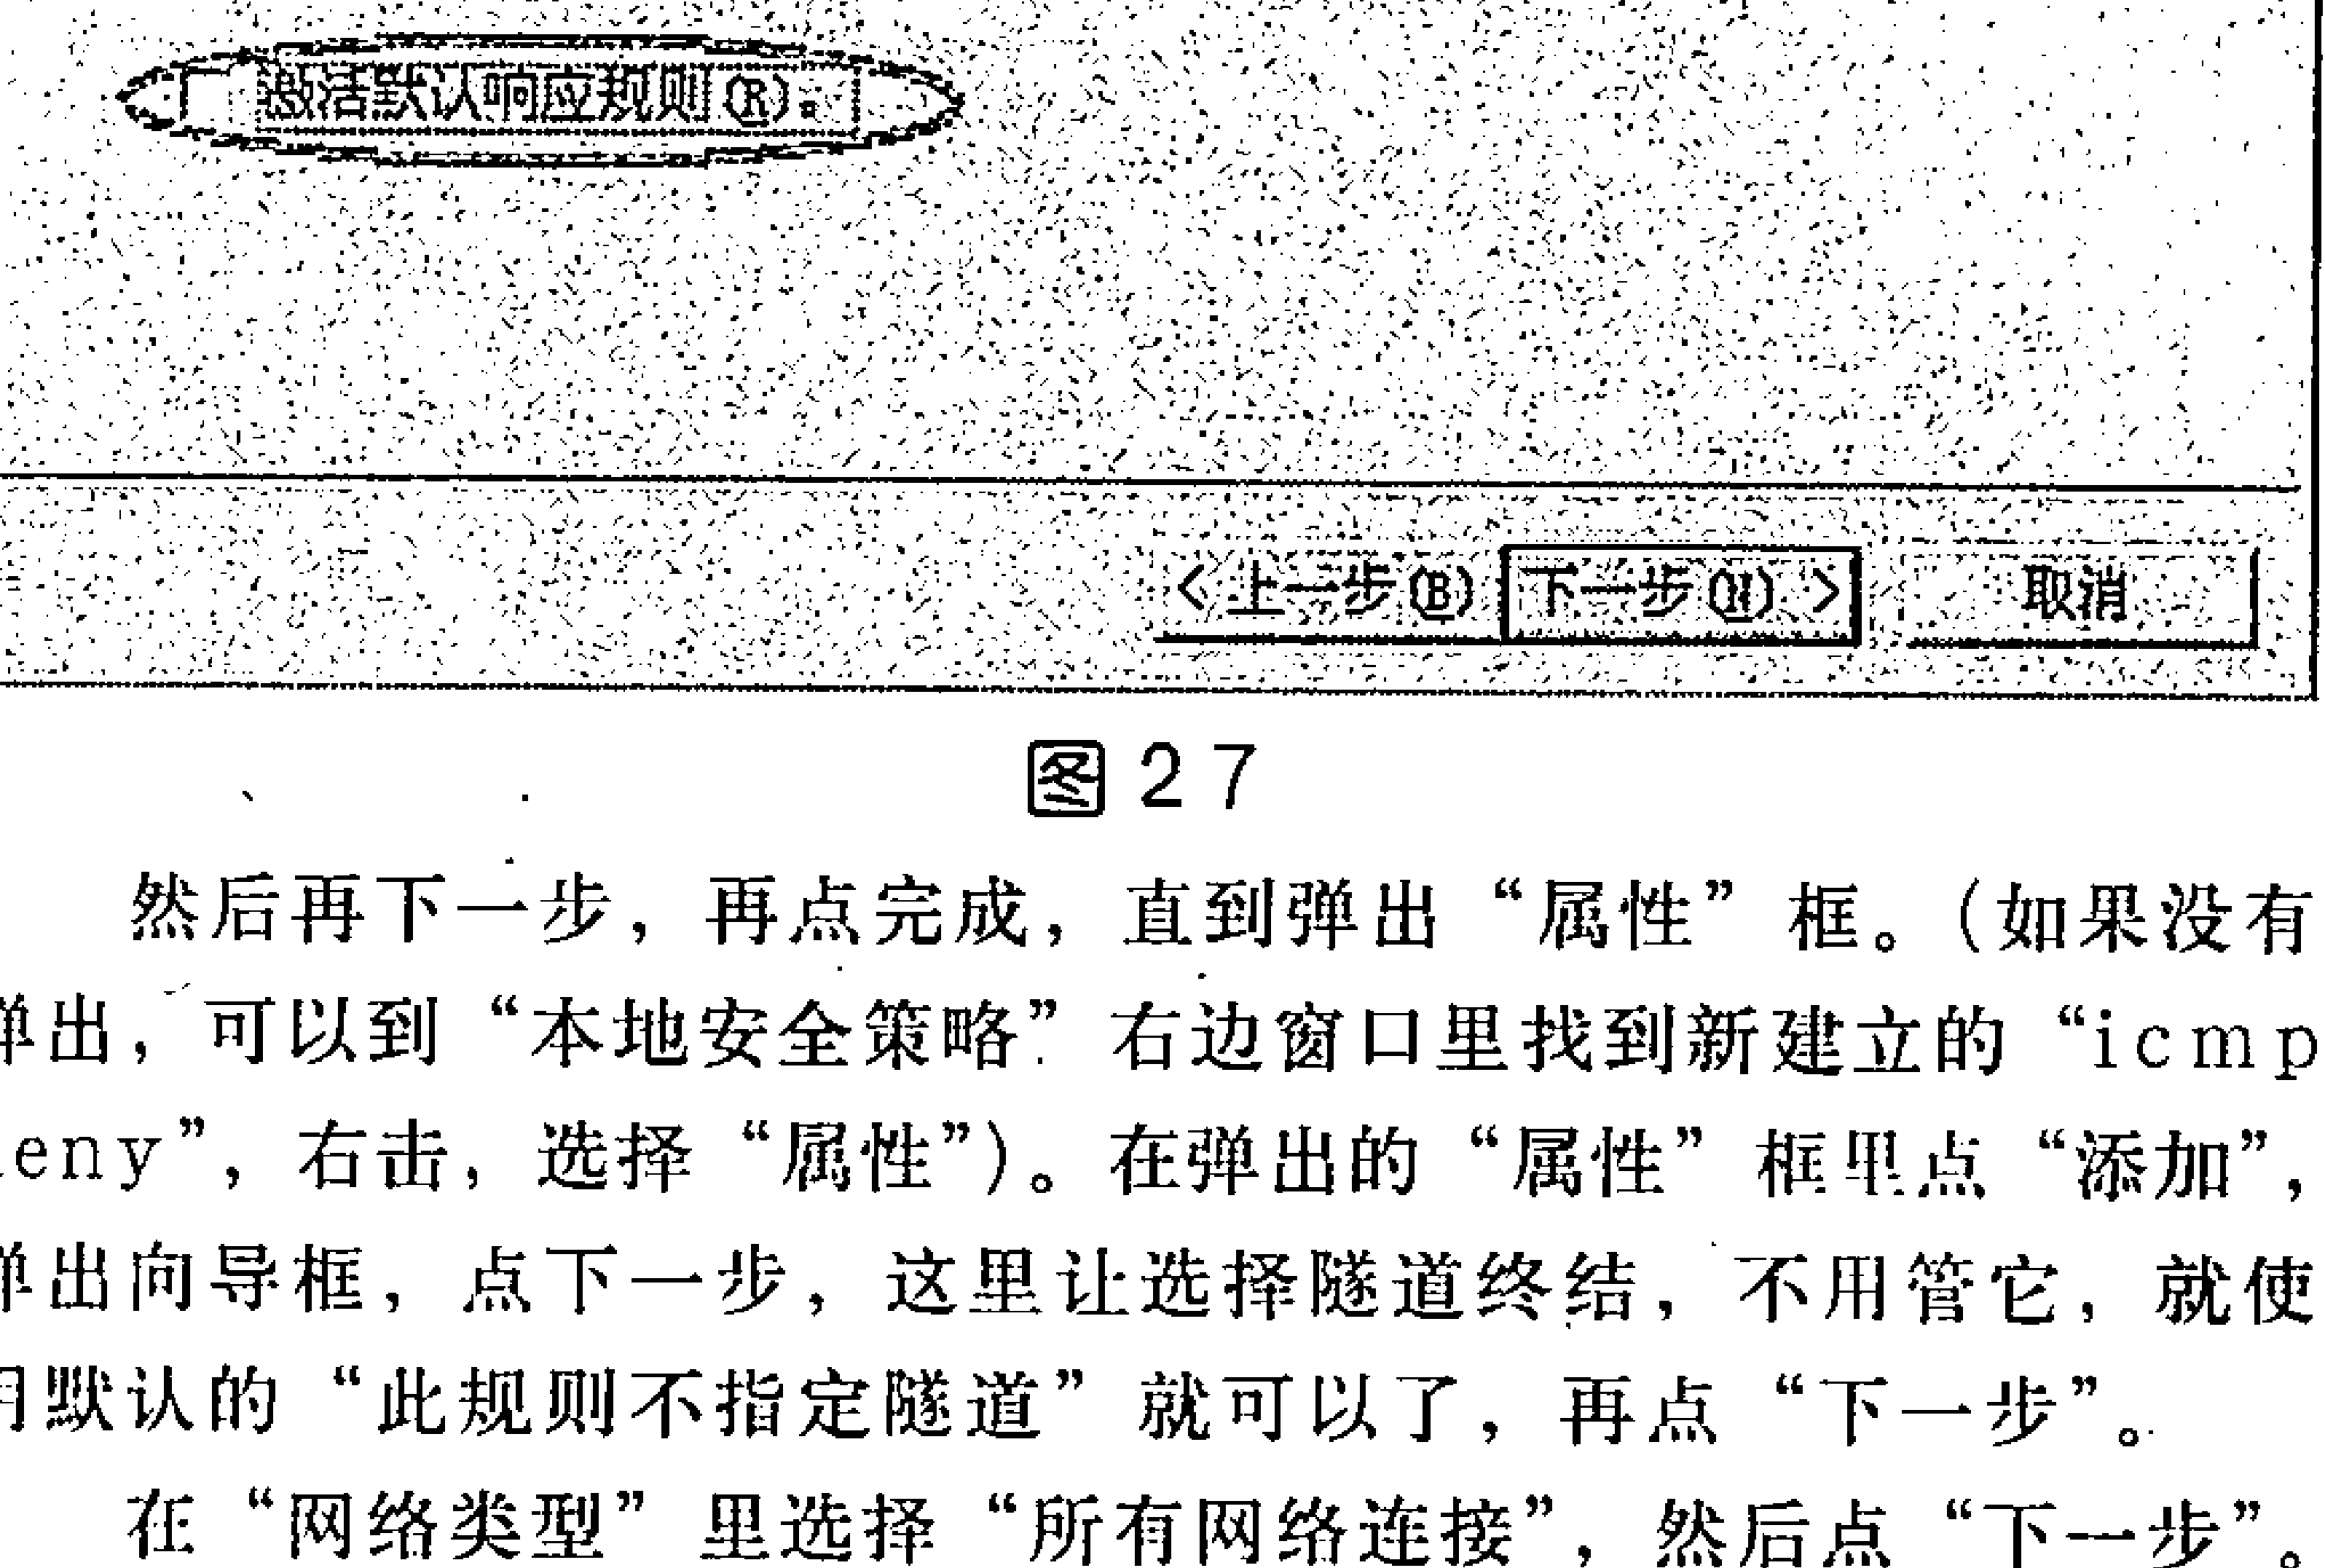 激活默认响应规则(R)。
< 上一步(B) 下一步(N) > 取消
图27
然后再下一步，再点完成，直到弹出“属性”框。（如果没有
弹出，可以到“本地安全策略”右边窗口里找到新建立的“icmp
eny”，右击，选择“属性”）。在弹出的“属性”框里点“添加”，
弹出向导框，点下一步，这里让选择隧道终结，不用管它，就使
用默认的“此规则不指定隧道”就可以了，再点“下一步”。
在“网络类型”里选择“所有网络连接”，然后点“下一步”。